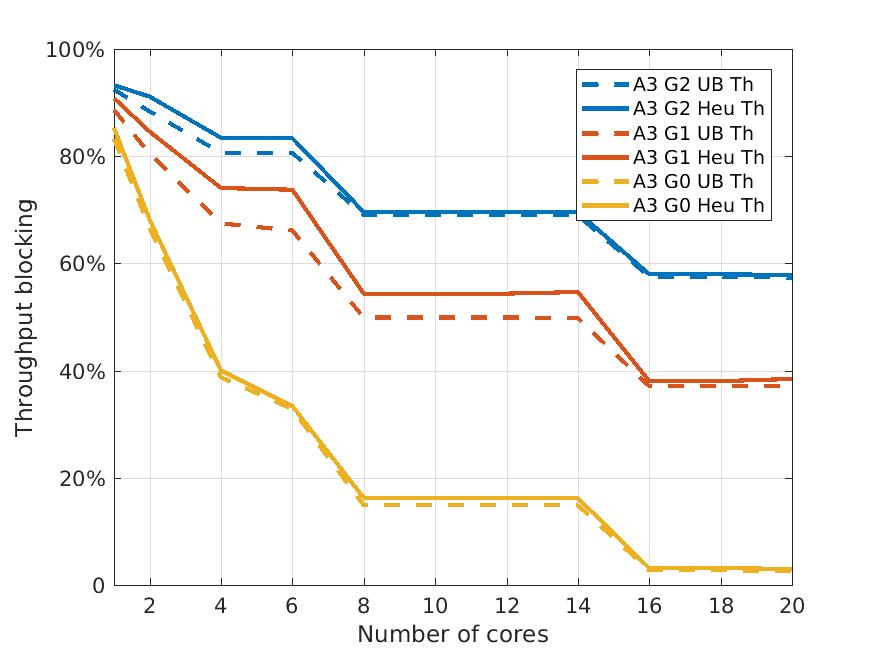 100%
80%
60%
40%
20%
0
Throughput blocking
A3 G2 UB Th
A3 G2 Heu Th
A3 G1 UB Th
A3 G1 Heu Th
A3 G0 UB Th
A3 G0 Heu Th
2 4 6 8 10 12 14 16 18 20
Number of cores